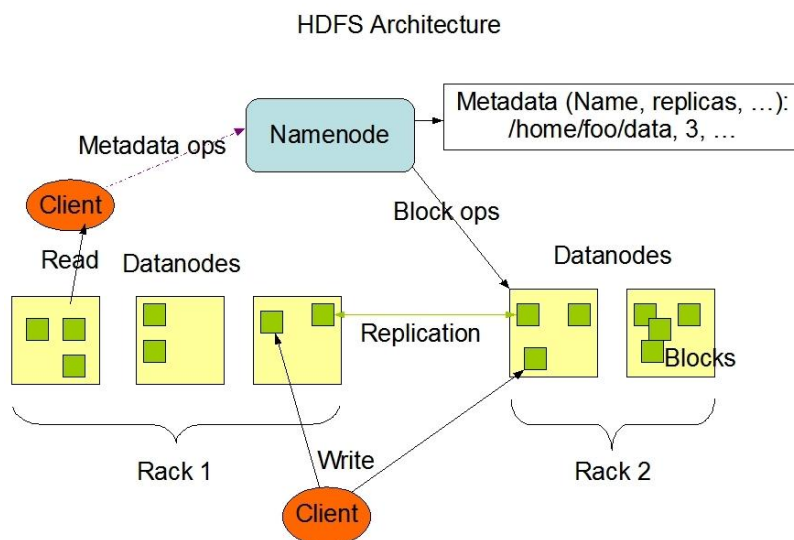 HDFS Architecture
Metadata (Name, replicas, …):
/home/foo/data, 3, …
Namenode
Metadata ops
Client
Block ops
Read
Datanodes
Datanodes
Replication
Blocks
Rack 1
Write
Rack 2
Client